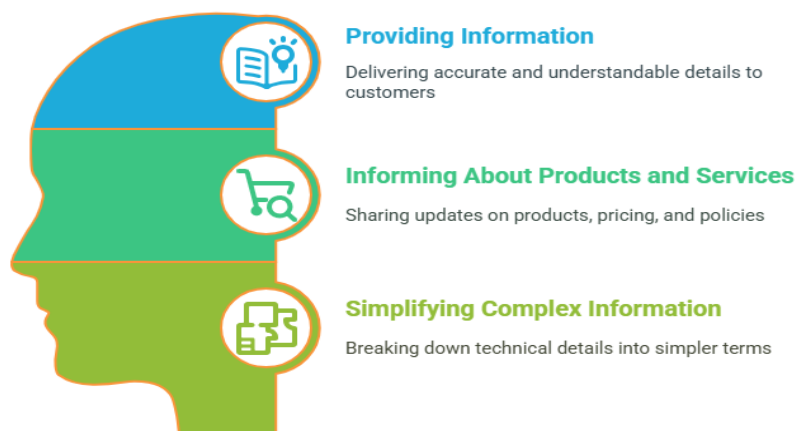 Providing Information
Delivering accurate and understandable details to
customers
Informing About Products and Services
Sharing updates on products, pricing, and policies
Simplifying Complex Information
Breaking down technical details into simpler terms